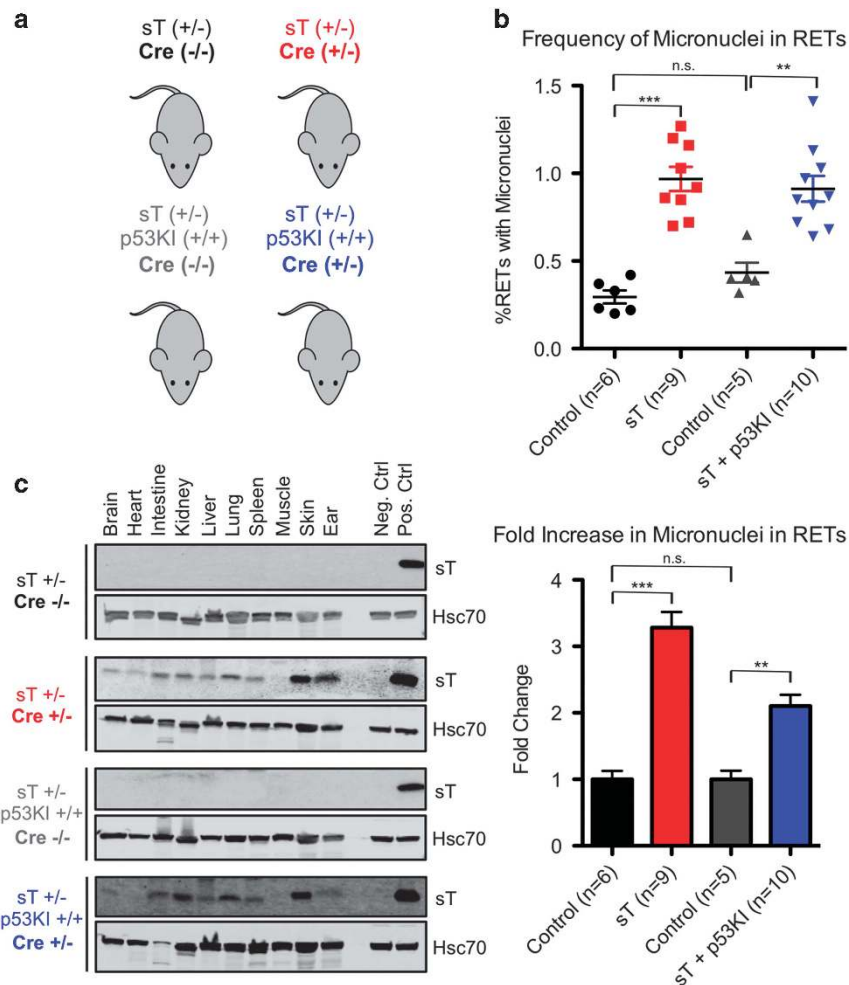 a
sT (+/-)
Cre (-/-)
sT (+/-)
Cre (+/-)
sT (+/-)
p53KI (+/+)
Cre (-/-)
sT (+/-)
p53KI (+/+)
Cre (+/-)
b
Frequency of Micronuclei in RETs
n.s.
**
***
1.5
1.0
0.5
0.0
%RETs with Micronuclei
Control (n=6)
sT (n=9)
Control (n=5)
sT + p53KI (n=10)
c
Brain
Heart
Intestine
Kidney
Liver
Lung
Spleen
Muscle
Skin
Ear
Neg. Ctrl
Pos. Ctrl
sT +/-
Cre -/-
sT
Hsc70
sT +/-
Cre +/-
sT
Hsc70
sT +/-
p53KI +/+
Cre -/-
sT
Hsc70
sT +/-
p53KI +/+
Cre +/-
sT
Hsc70
Fold Increase in Micronuclei in RETs
n.s.
***
**
4
3
2
1
0
Fold Change
Control (n=6)
sT (n=9)
Control (n=5)
sT + p53KI (n=10)